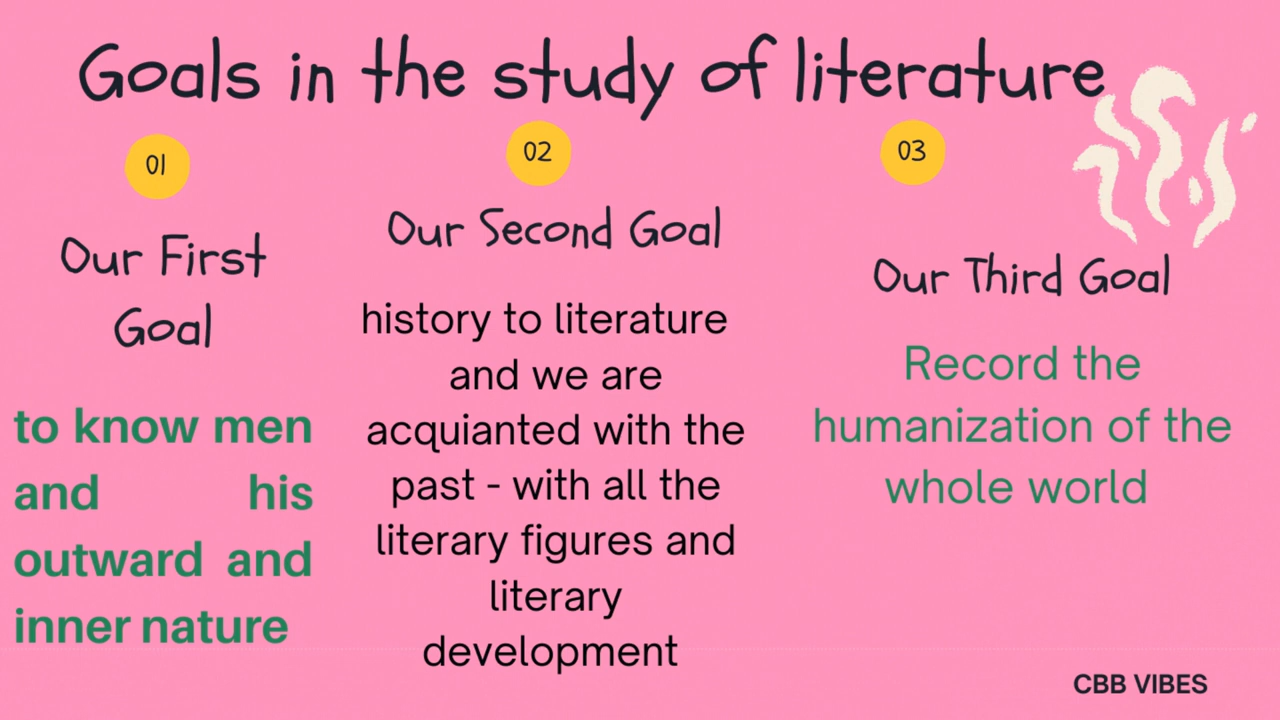 Goals in the study of literature
01
Our First
Goal
to know men
and his
outward and
inner nature
02
Our Second Goal
history to literature
and we are
acquianted with the
past - with all the
literary figures and
literary
development
03
Our Third Goal
Record the
humanization of the
whole world
CBB VIBES